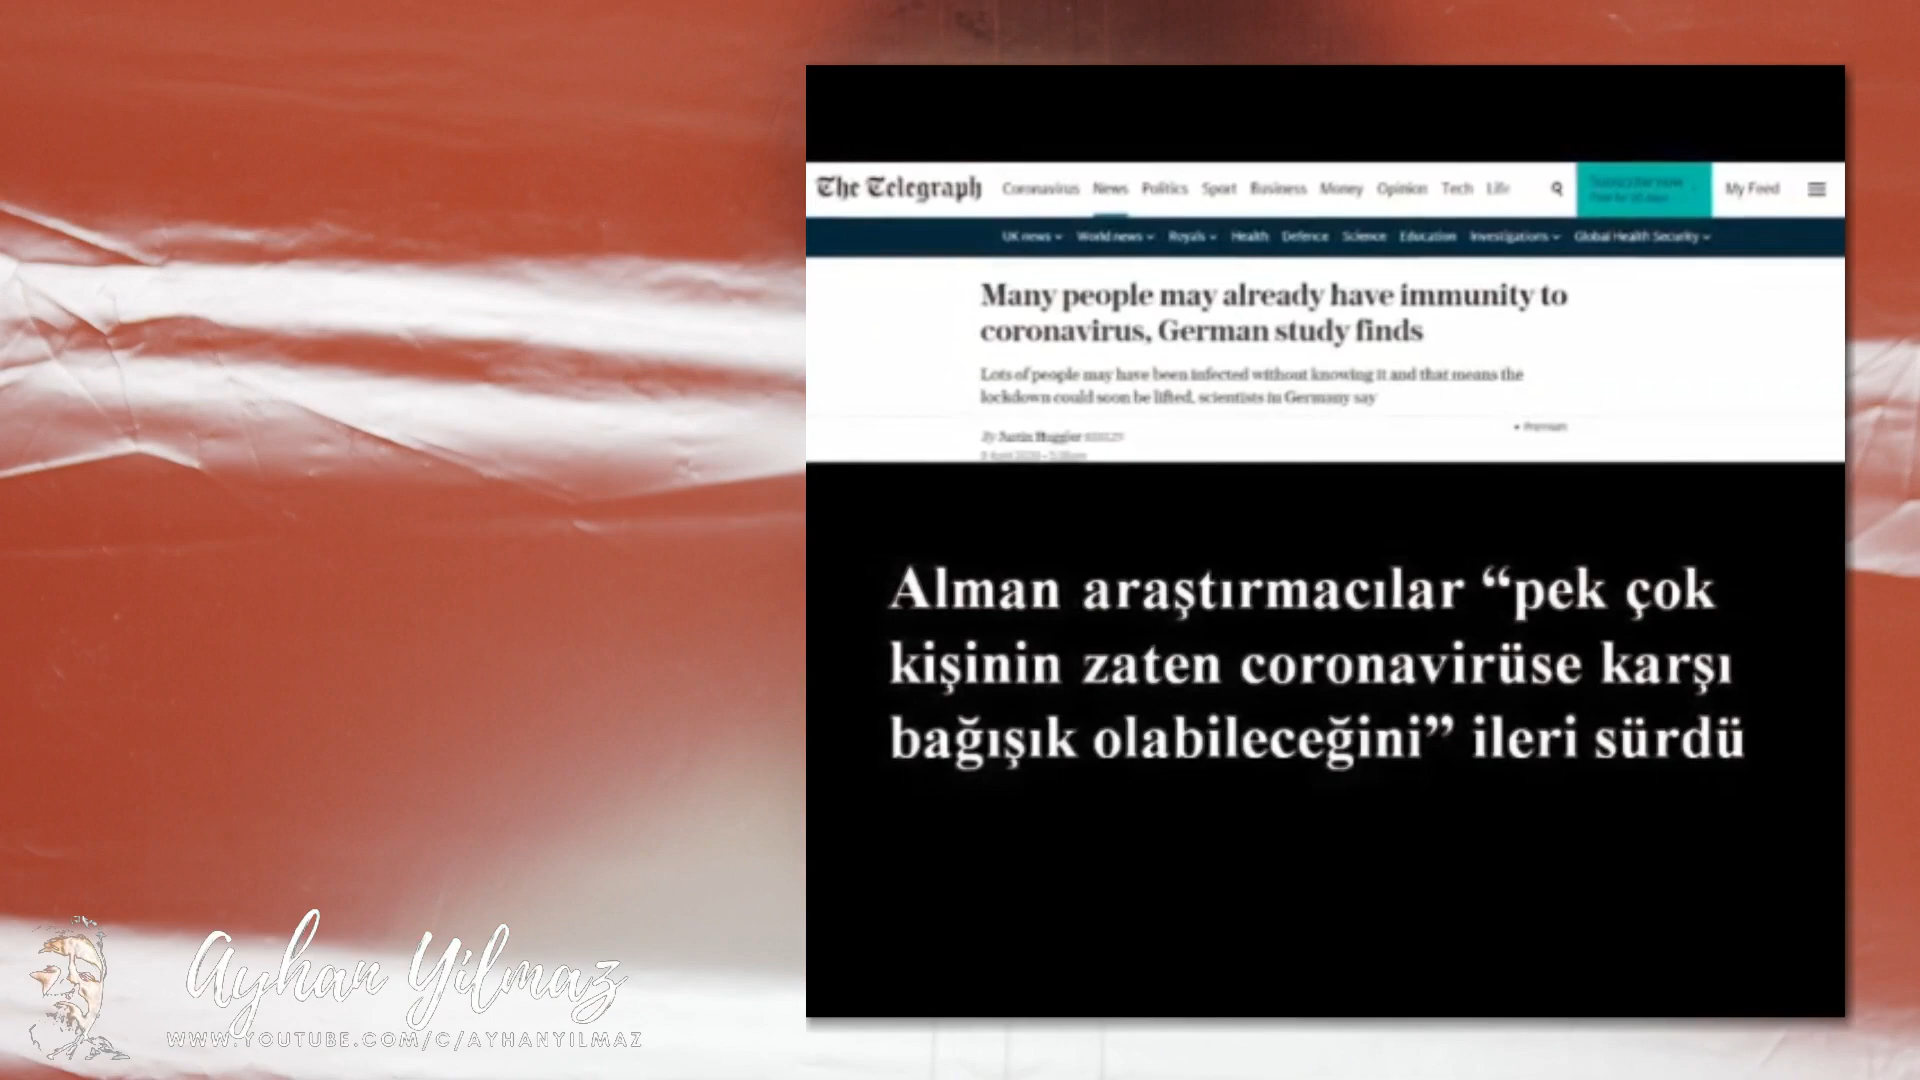 The Telegraph Coronavirus News Politics Sport Business Money Opinion Tech Life My Feed
UK news World news Royals Health Defence Science Education Investigations Global Health Security
Many people may already have immunity to
coronavirus, German study finds
Lots of people may have been infected without knowing it and that means the
lockdown could soon be lifted, scientists in Germany say
Premium
By Justin Huggler
Alman araştırmacılar “pek çok
kişinin zaten coronavirüse karşı
bağışık olabileceğini” ileri sürdü
Ayhan Yilmaz
WWW.YOUTUBE.COM/C/AYHANYILMAZ